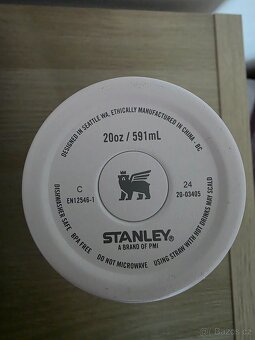 DESIGNED IN SEATTLE WA, ETHICALLY MANUFACTURED IN CHINA - BC
20oz / 591mL
C
EN12546-1
24
20-03405
STANLEY®
A BRAND OF PMI
DISHWASHER SAFE · BPA FREE
DO NOT MICROWAVE
USING STRAW WITH HOT DRINKS MAY SCALD